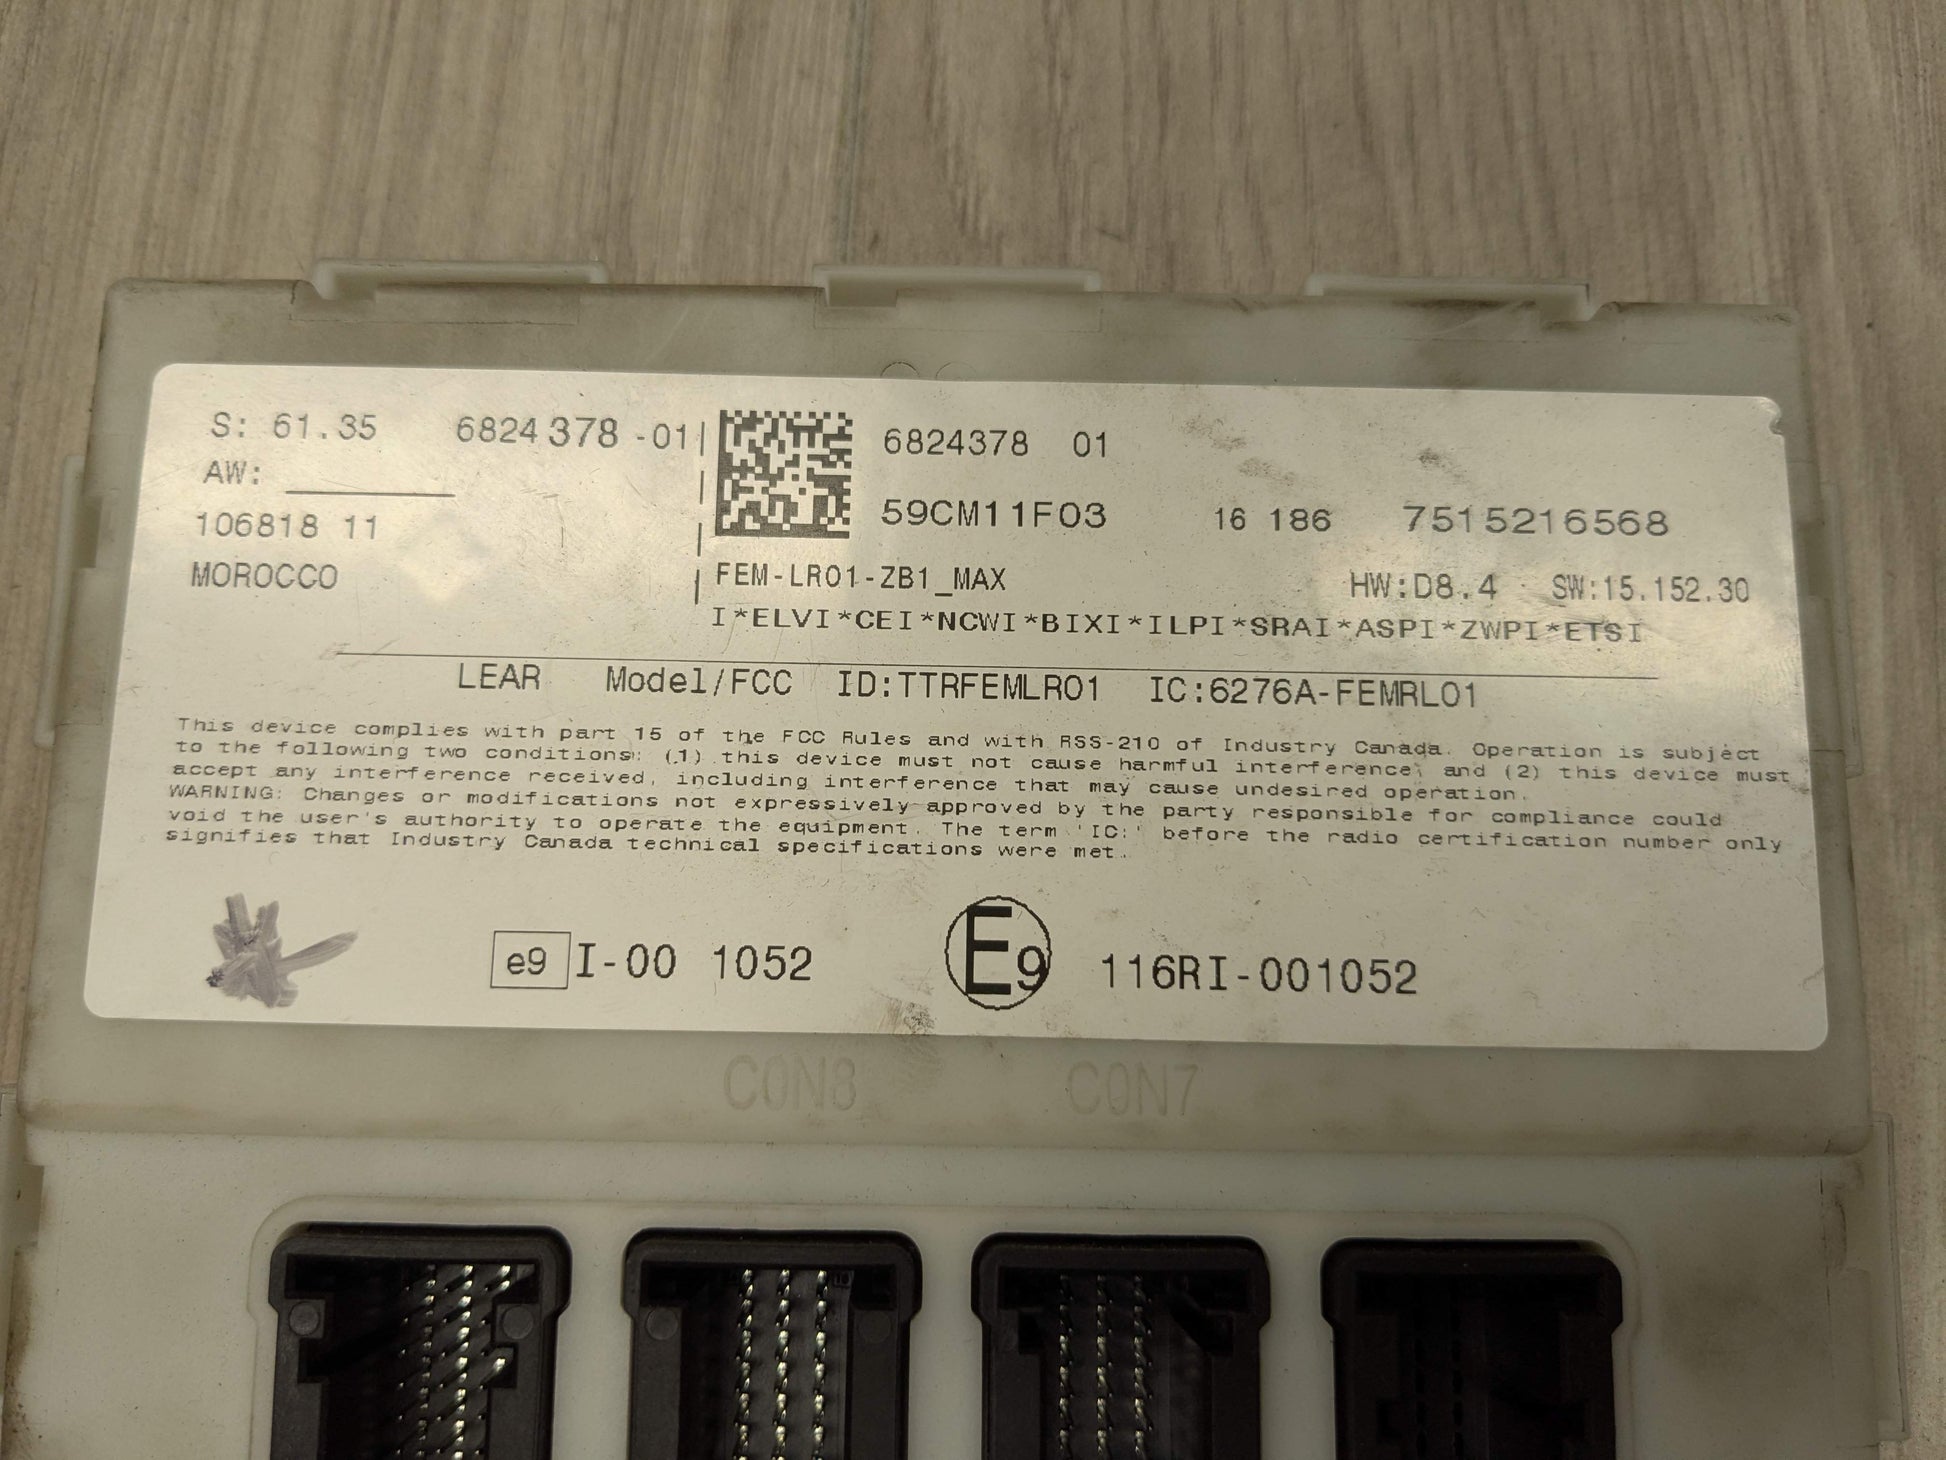 S: 61.35 6824378-01
AW:
106818 11
MOROCCO
6824378 01
59CM11F03 16 186 7515216568
FEM-LR01-ZB1_MAX HW:D8.4 SW:15.152.30
I*ELVI*CEI*NCWI*BIXI*ILPI*SRAI*ASPI*ZWPI*ETSI
LEAR Model/FCC ID:TTRFEMLR01 IC:6276A-FEMRL01
This device complies with part 15 of the FCC Rules and with RSS-210 of Industry Canada. Operation is subject
to the following two conditions: (1) this device must not cause harmful interference, and (2) this device must
accept any interference received, including interference that may cause undesired operation.
WARNING: Changes or modifications not expressively approved by the party responsible for compliance could
void the user's authority to operate the equipment. The term 'IC:' before the radio certification number only
signifies that Industry Canada technical specifications were met.
e9 I-00 1052 E9 116RI-001052
CON8 CON7